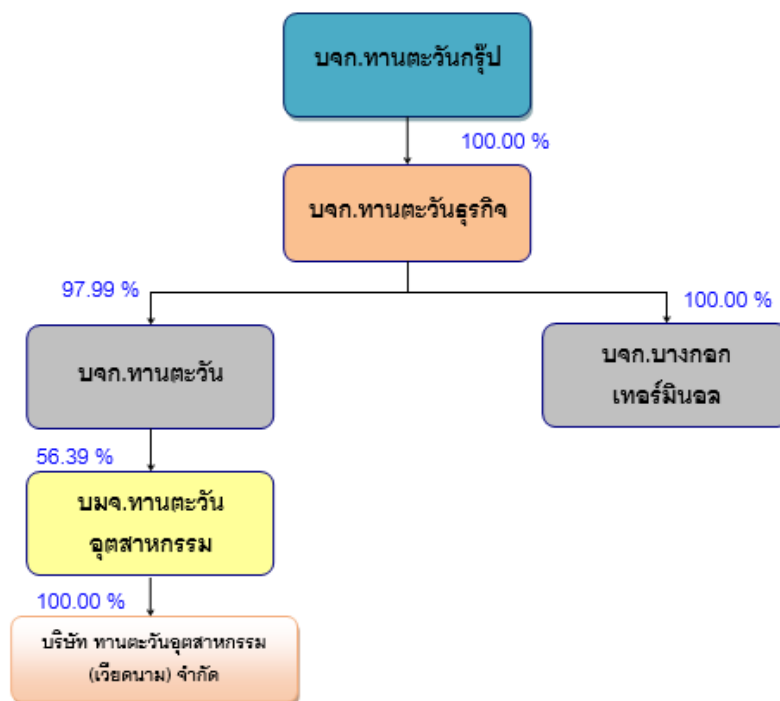 บจก.ทานตะวันกรุ๊ป
100.00 %
บจก.ทานตะวันธุรกิจ
97.99 %
100.00 %
บจก.ทานตะวัน
บจก.บางกอก
เทอร์มินอล
56.39 %
บมจ.ทานตะวัน
อุตสาหกรรม
100.00 %
บริษัท ทานตะวันอุตสาหกรรม
(เวียดนาม) จำกัด